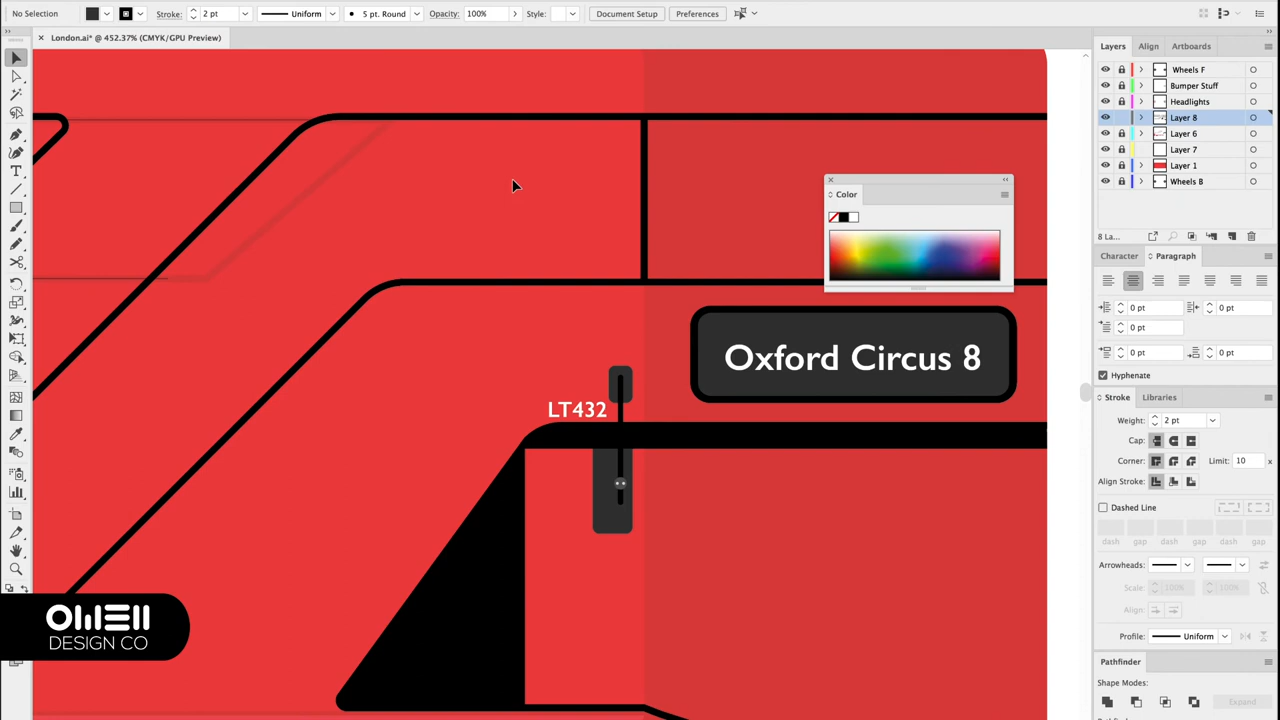 No Selection
Stroke: 2 pt Uniform 5 pt. Round Opacity: 100% Style: Document Setup Preferences
London.ai* @ 452.37% (CMYK/GPU Preview)
Layers Align Artboards
Wheels F
Bumper Stuff
Headlights
Layer 8
Layer 6
Layer 7
Layer 1
Wheels B
8 La...
Color
Character Paragraph
0 pt 0 pt
0 pt
0 pt 0 pt
Hyphenate
Stroke Libraries
Weight: 2 pt
Cap:
Corner: Limit: 10 x
Align Stroke:
Dashed Line
dash gap dash gap dash gap
Arrowheads:
Scale: 100% 100%
Align:
Profile: Uniform
Pathfinder
Shape Modes:
Expand
Oxford Circus 8
LT432
OWEN
DESIGN CO